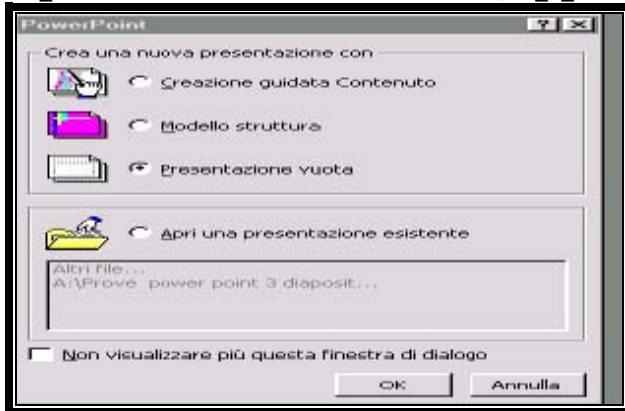 PowerPoint
Crea una nuova presentazione con
Creazione guidata Contenuto
Modello struttura
Presentazione vuota
Apri una presentazione esistente
Altri file...
A:\Prove power point 3 diaposit...
Non visualizzare più questa finestra di dialogo
OK Annulla